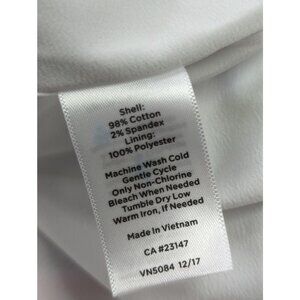 Shell:
98% Cotton
2% Spandex
Lining:
100% Polyester
Machine Wash Cold
Gentle Cycle
Only Non-Chlorine
Bleach When Needed
Tumble Dry Low
Warm Iron, If Needed
Made In Vietnam
CA #23147
VN5084 12/17